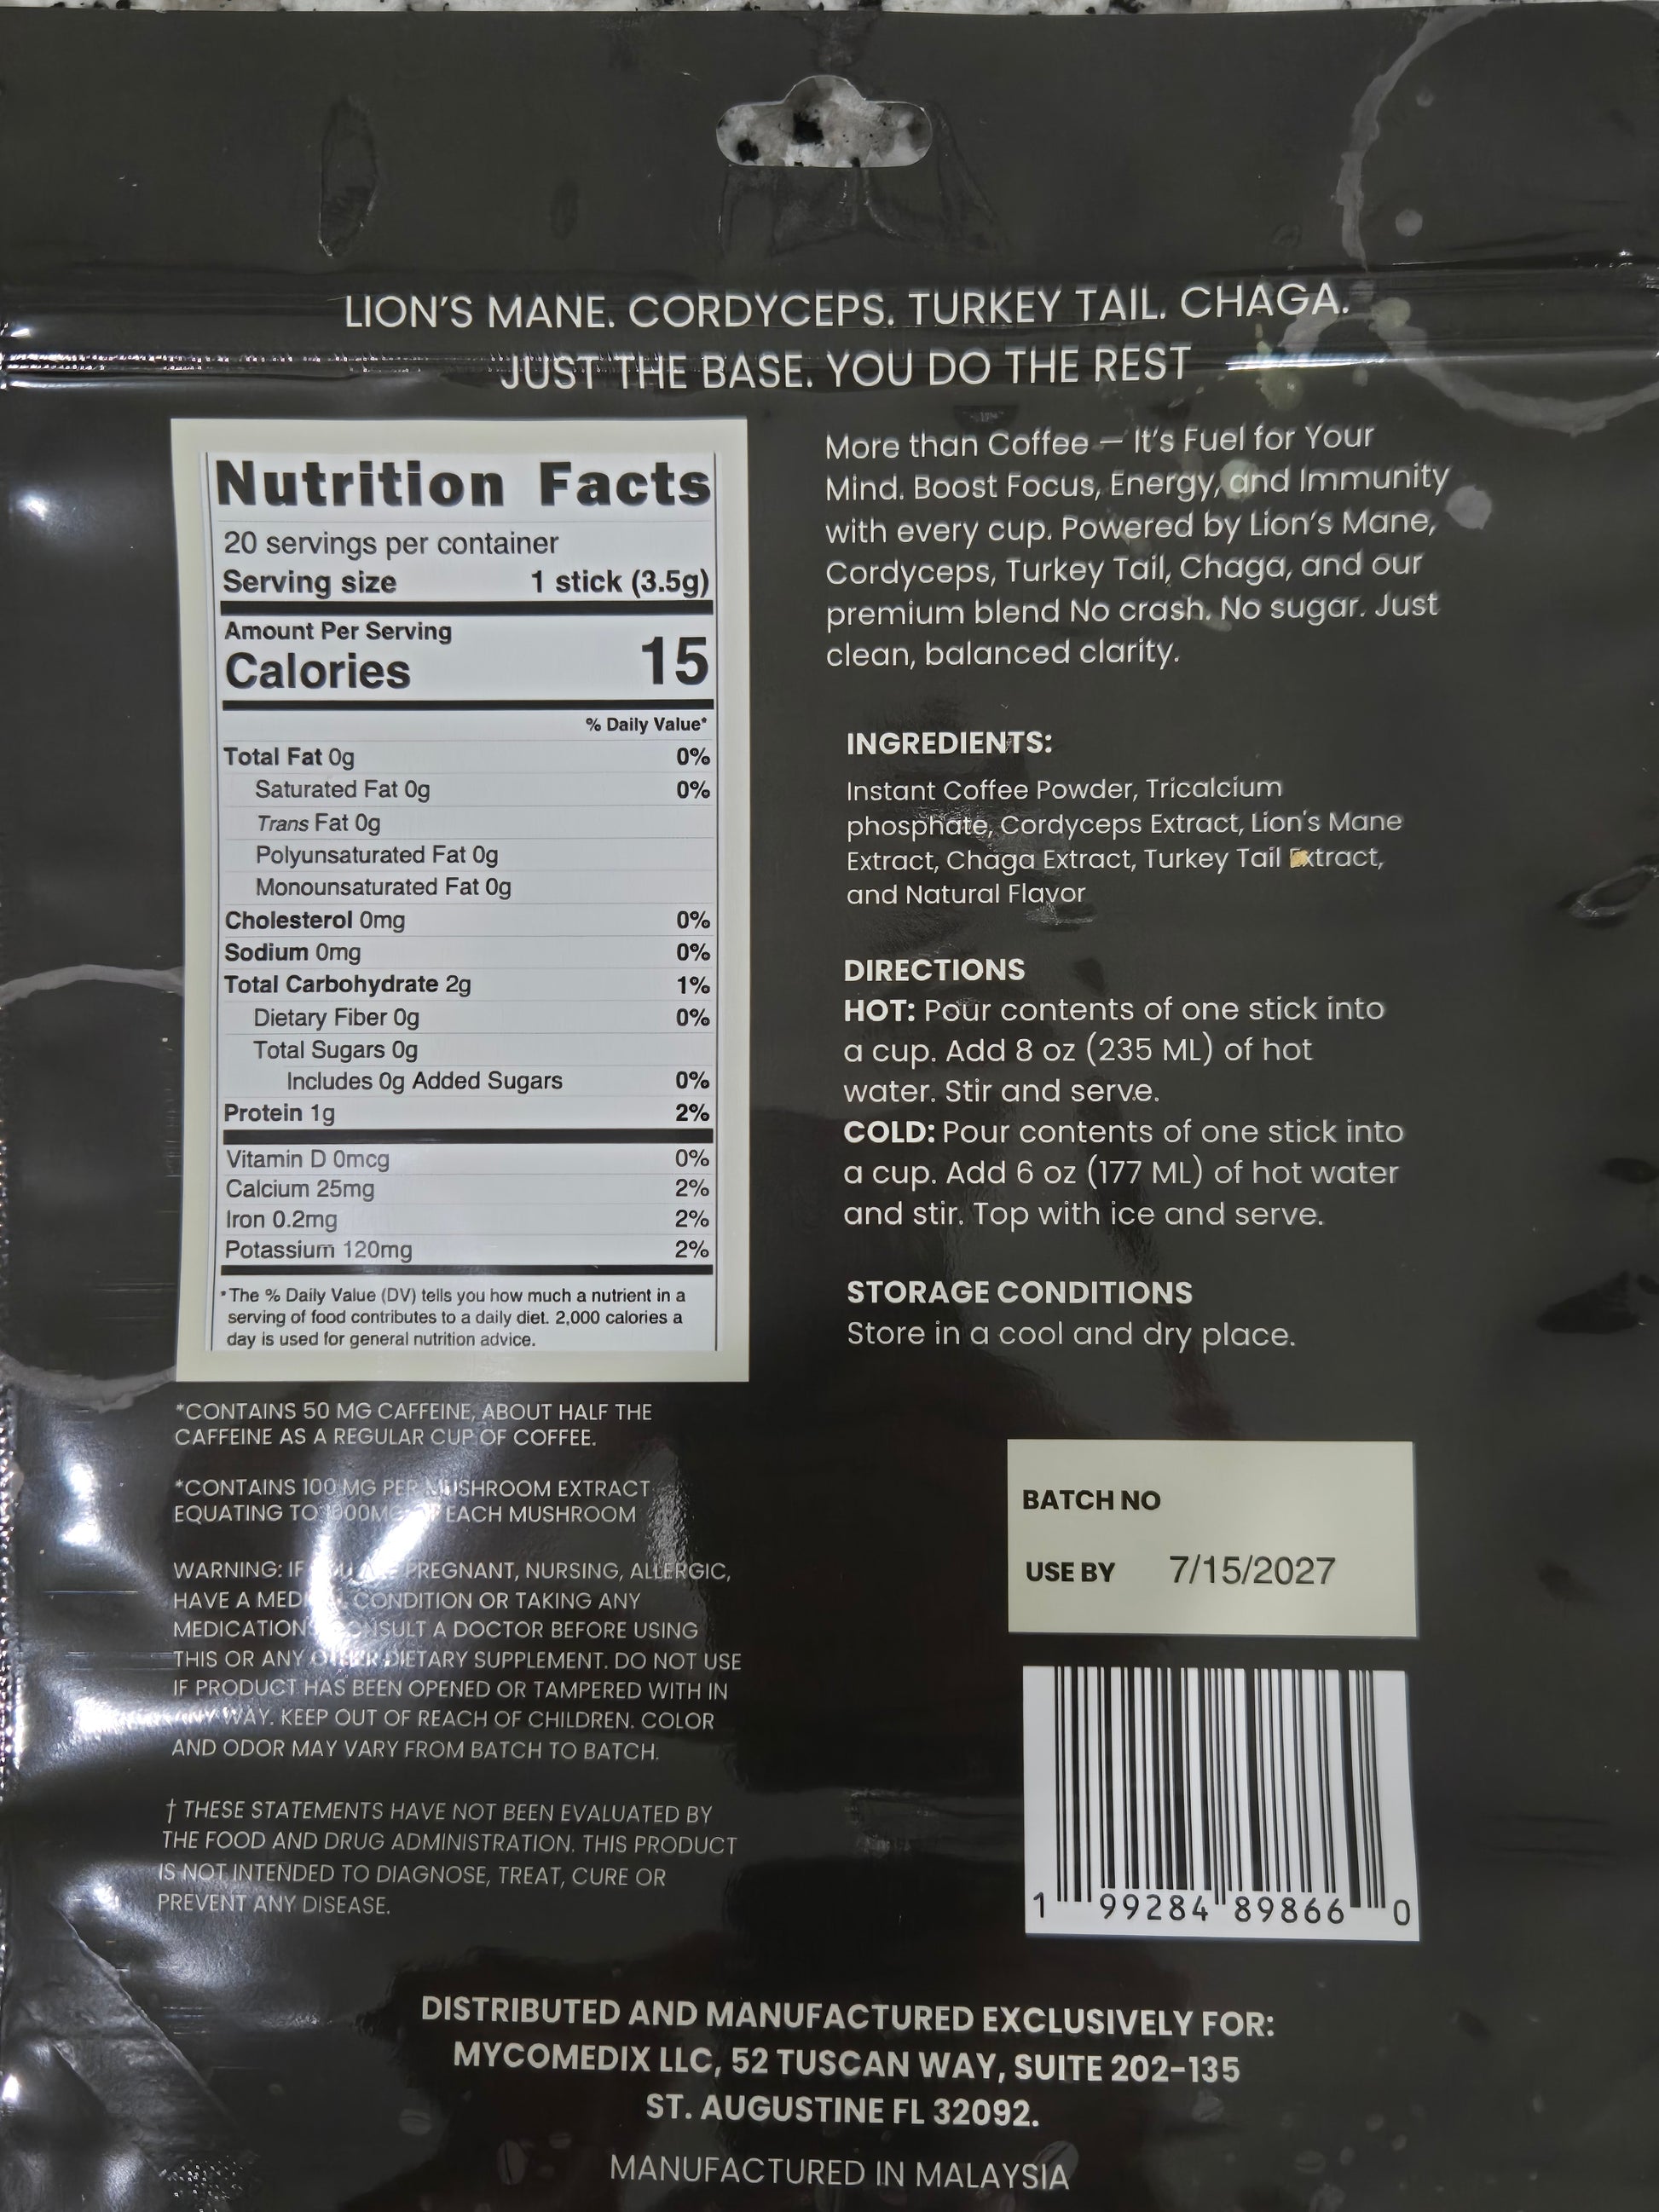 LION'S MANE. CORDYCEPS. TURKEY TAIL. CHAGA.
JUST THE BASE. YOU DO THE REST
Nutrition Facts
20 servings per container
Serving size 1 stick (3.5g)
Amount Per Serving
Calories 15
% Daily Value*
Total Fat 0g 0%
Saturated Fat 0g 0%
Trans Fat 0g
Polyunsaturated Fat 0g
Monounsaturated Fat 0g
Cholesterol 0mg 0%
Sodium 0mg 0%
Total Carbohydrate 2g 1%
Dietary Fiber 0g 0%
Total Sugars 0g
Includes 0g Added Sugars 0%
Protein 1g 2%
Vitamin D 0mcg 0%
Calcium 25mg 2%
Iron 0.2mg 2%
Potassium 120mg 2%
*The % Daily Value (DV) tells you how much a nutrient in a
serving of food contributes to a daily diet. 2,000 calories a
day is used for general nutrition advice.
*CONTAINS 50 MG CAFFEINE, ABOUT HALF THE
CAFFEINE AS A REGULAR CUP OF COFFEE.
*CONTAINS 100 MG PER MUSHROOM EXTRACT
EQUATING TO EACH MUSHROOM
WARNING: IF PREGNANT, NURSING, ALLERGIC,
HAVE A MEDICAL CONDITION OR TAKING ANY
MEDICATIONS CONSULT A DOCTOR BEFORE USING
THIS OR ANY OTHER DIETARY SUPPLEMENT. DO NOT USE
IF PRODUCT HAS BEEN OPENED OR TAMPERED WITH IN
ANY WAY. KEEP OUT OF REACH OF CHILDREN. COLOR
AND ODOR MAY VARY FROM BATCH TO BATCH.
† THESE STATEMENTS HAVE NOT BEEN EVALUATED BY
THE FOOD AND DRUG ADMINISTRATION. THIS PRODUCT
IS NOT INTENDED TO DIAGNOSE, TREAT, CURE OR
PREVENT ANY DISEASE.
More than Coffee – It's Fuel for Your
Mind. Boost Focus, Energy, and Immunity
with every cup. Powered by Lion's Mane,
Cordyceps, Turkey Tail, Chaga, and our
premium blend No crash. No sugar. Just
clean, balanced clarity.
INGREDIENTS:
Instant Coffee Powder, Tricalcium
phosphate, Cordyceps Extract, Lion's Mane
Extract, Chaga Extract, Turkey Tail Extract,
and Natural Flavor
DIRECTIONS
HOT: Pour contents of one stick into
a cup. Add 8 oz (235 ML) of hot
water. Stir and serve.
COLD: Pour contents of one stick into
a cup. Add 6 oz (177 ML) of hot water
and stir. Top with ice and serve.
STORAGE CONDITIONS
Store in a cool and dry place.
BATCH NO
USE BY 7/15/2027
1 99284 89866 0
DISTRIBUTED AND MANUFACTURED EXCLUSIVELY FOR:
MYCOMEDIX LLC, 52 TUSCAN WAY, SUITE 202-135
ST. AUGUSTINE FL 32092.
MANUFACTURED IN MALAYSIA